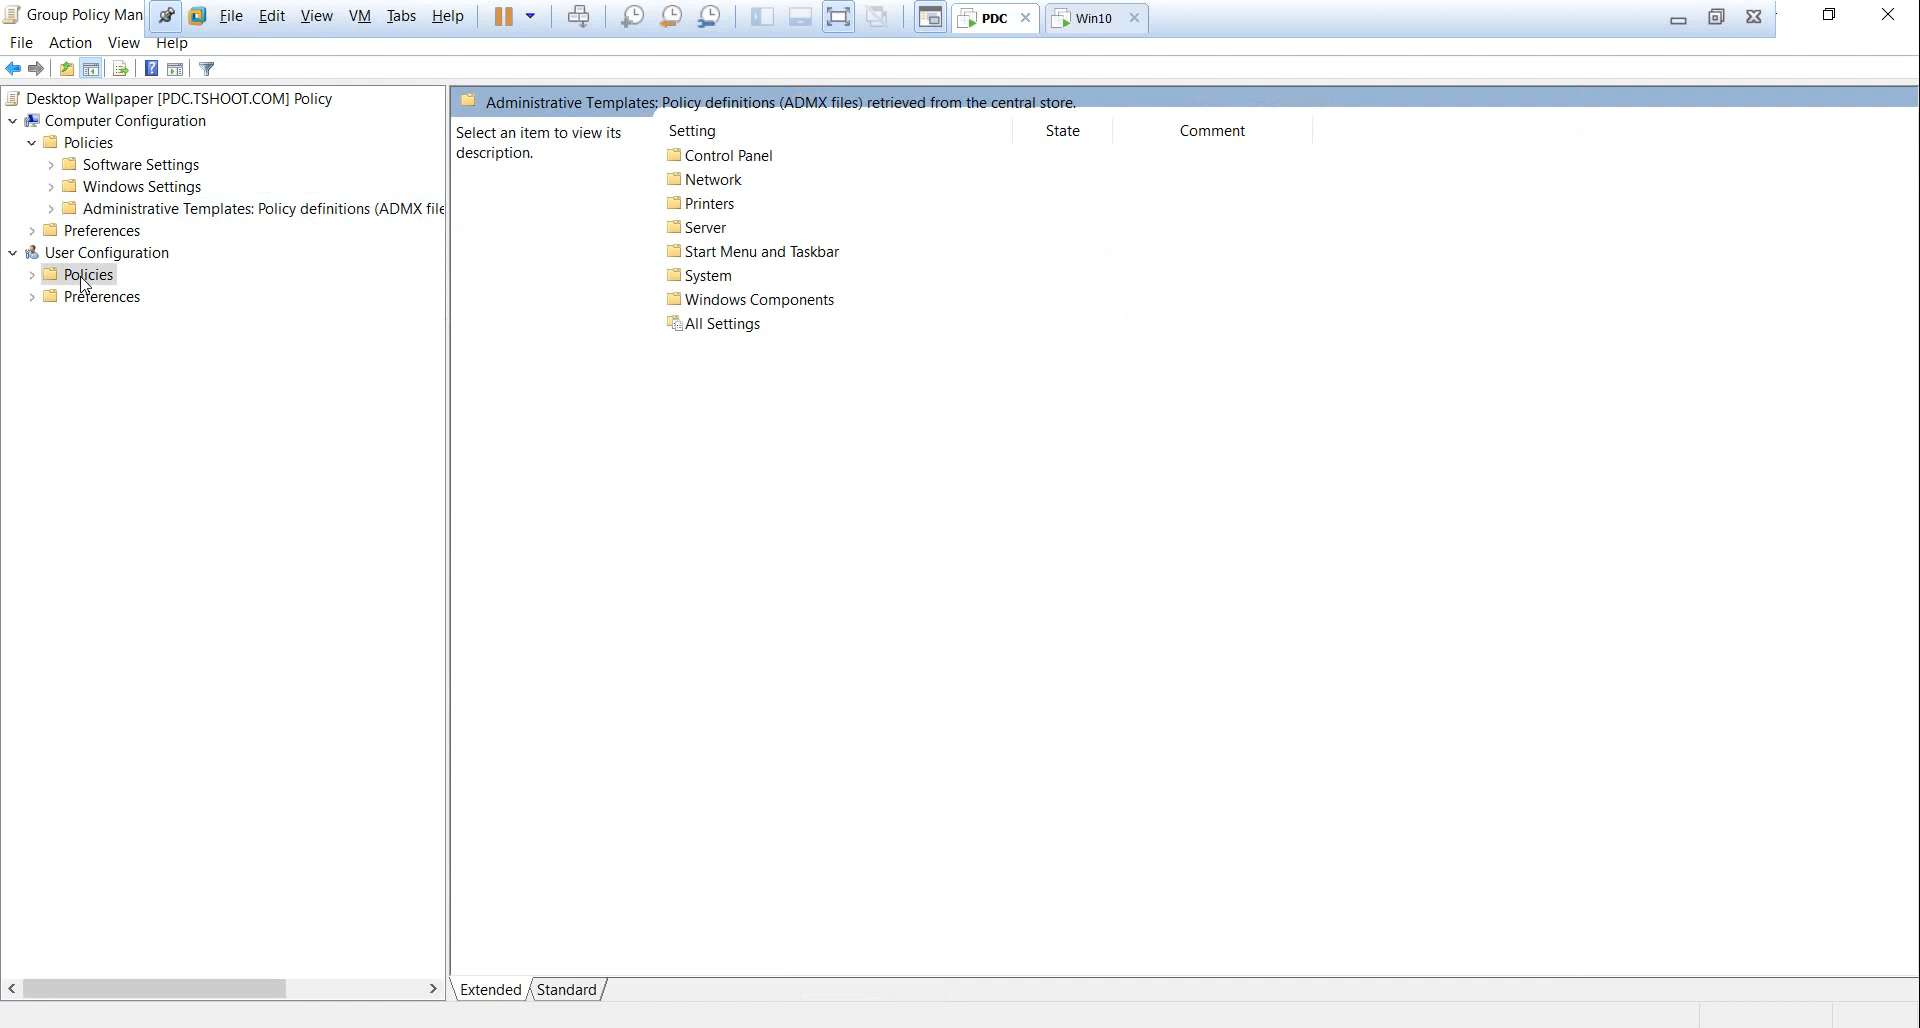 Group Policy Man
File Edit View VM Tabs Help
PDC
Win10
File Action View Help
Desktop Wallpaper [PDC.TSHOOT.COM] Policy
Computer Configuration
Policies
Software Settings
Windows Settings
Administrative Templates: Policy definitions (ADMX file
Preferences
User Configuration
Policies
Preferences
Administrative Templates: Policy definitions (ADMX files) retrieved from the central store.
Select an item to view its
description.
Setting State Comment
Control Panel
Network
Printers
Server
Start Menu and Taskbar
System
Windows Components
All Settings
Extended Standard